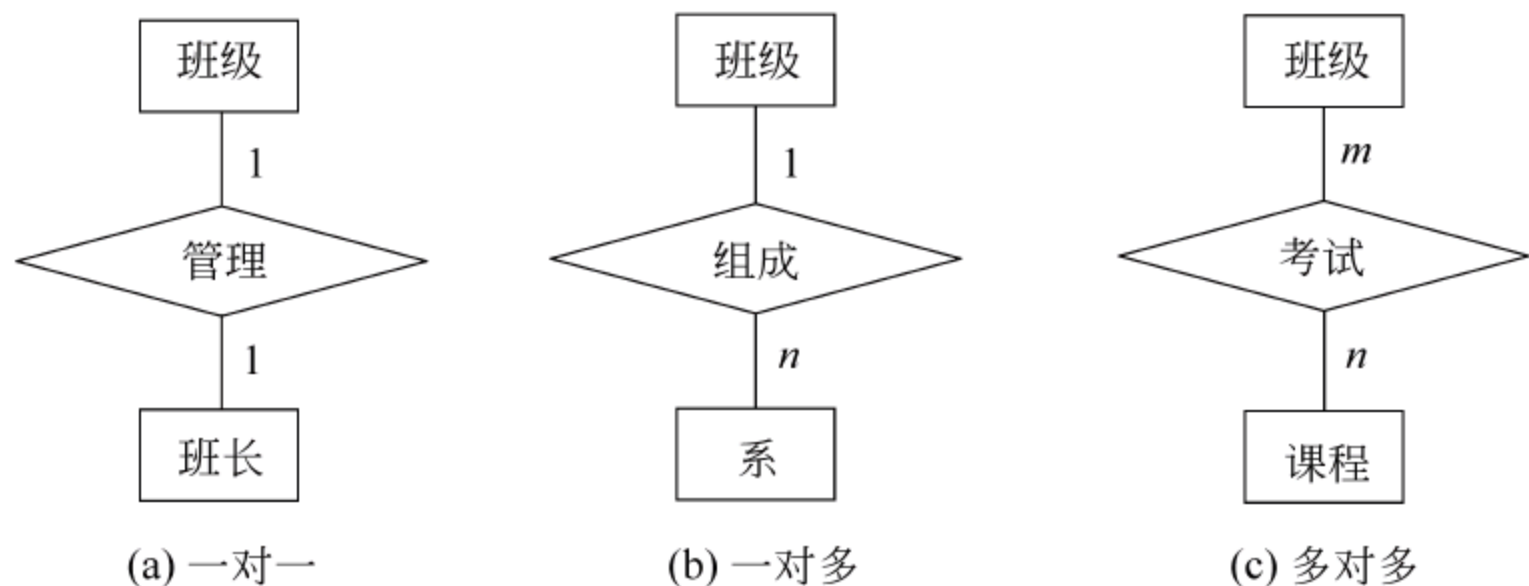 班级 班级 班级
1 1 m
管理 组成 考试
1 n n
班长 系 课程
(a) 一对一 (b) 一对多 (c) 多对多